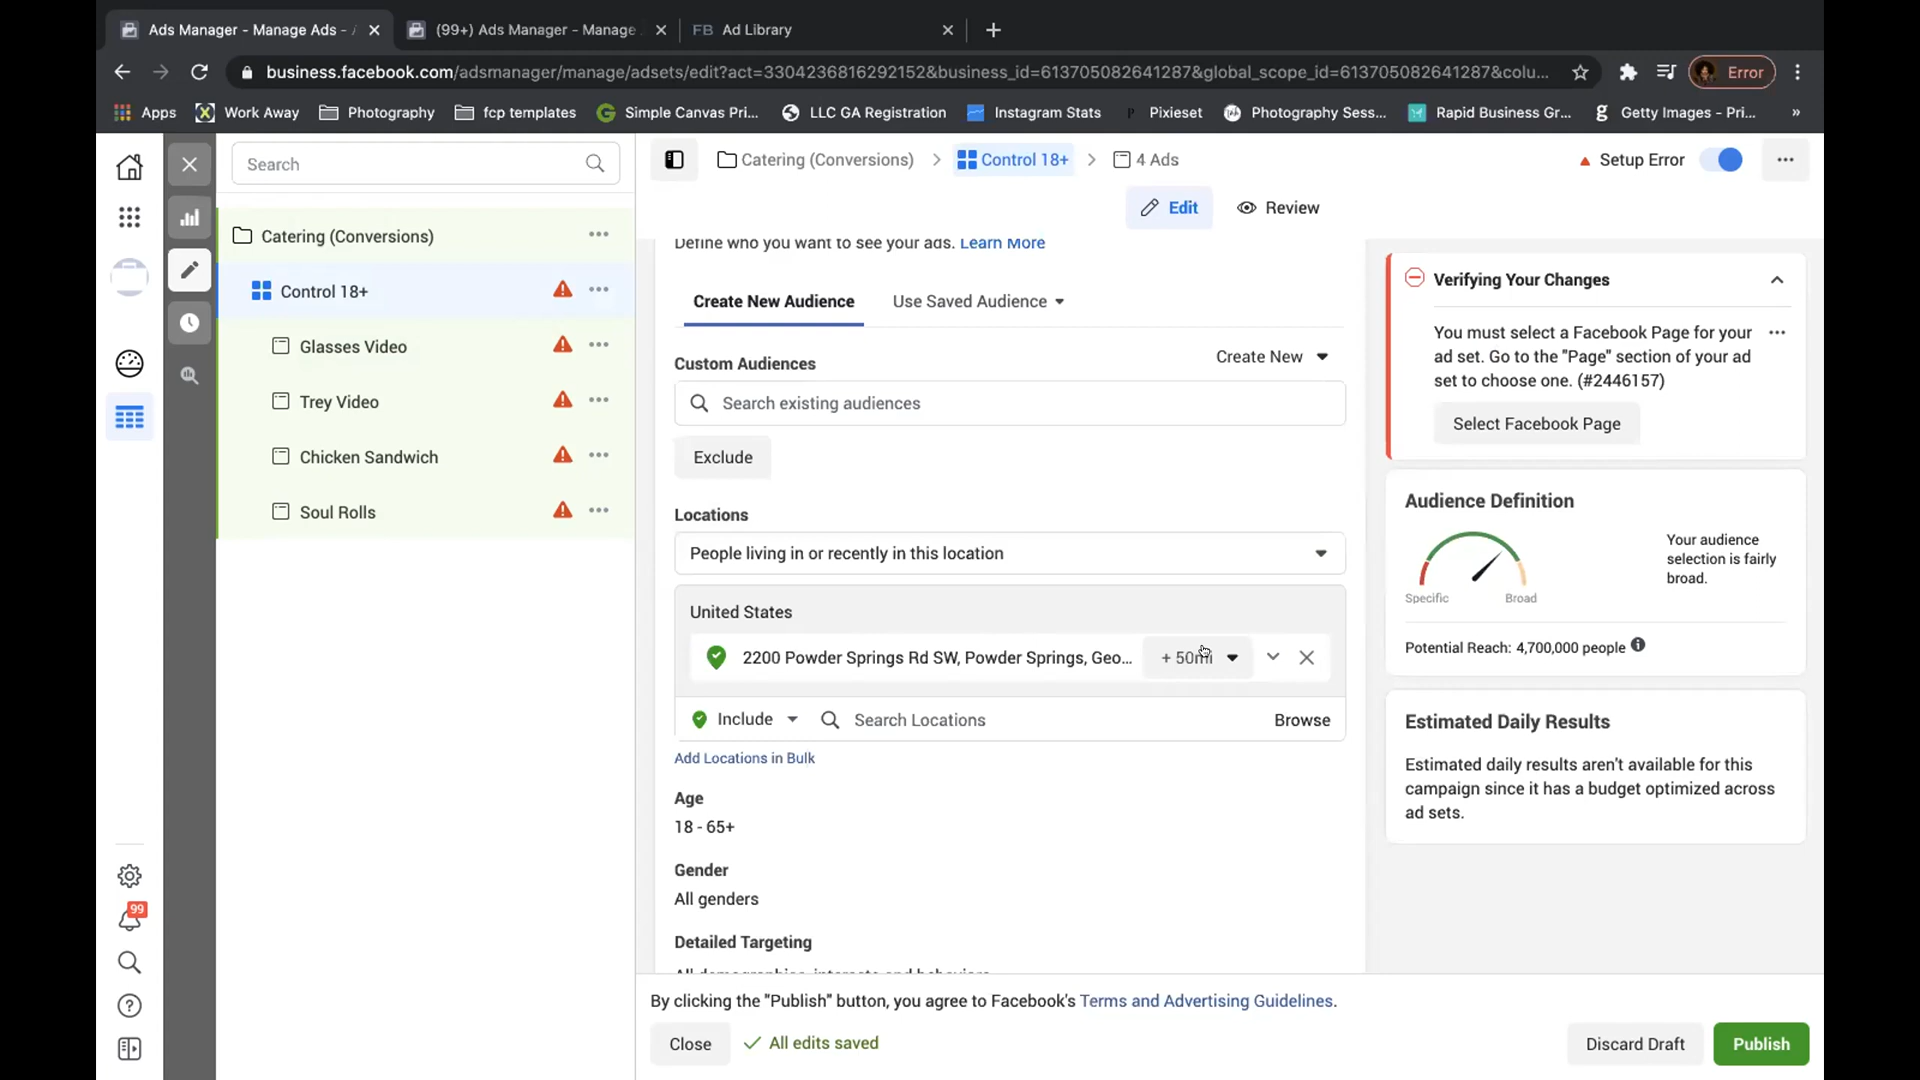 Ads Manager - Manage Ads -
(99+) Ads Manager - Manage
FB Ad Library
business.facebook.com/adsmanager/manage/adsets/edit?act=3304236816292152&business_id=613705082641287&global_scope_id=613705082641287&colu...
Error
Apps
Work Away
Photography
fcp templates
Simple Canvas Pri...
LLC GA Registration
Instagram Stats
Pixieset
Photography Sess...
Rapid Business Gr...
Getty Images - Pri...
»
Search
Catering (Conversions)
Control 18+
4 Ads
Setup Error
Edit
Review
Catering (Conversions)
Control 18+
Glasses Video
Trey Video
Chicken Sandwich
Soul Rolls
99
Define who you want to see your ads. Learn More
Create New Audience
Use Saved Audience
Custom Audiences
Create New
Search existing audiences
Exclude
Locations
People living in or recently in this location
United States
2200 Powder Springs Rd SW, Powder Springs, Geo...
+ 50mi
Include
Search Locations
Browse
Add Locations in Bulk
Age
18 - 65+
Gender
All genders
Detailed Targeting
All demographics, interests and behaviors
Verifying Your Changes
You must select a Facebook Page for your
ad set. Go to the "Page" section of your ad
set to choose one. (#2446157)
Select Facebook Page
Audience Definition
Specific
Broad
Your audience
selection is fairly
broad.
Potential Reach: 4,700,000 people
Estimated Daily Results
Estimated daily results aren't available for this
campaign since it has a budget optimized across
ad sets.
By clicking the "Publish" button, you agree to Facebook's Terms and Advertising Guidelines.
Close
All edits saved
Discard Draft
Publish